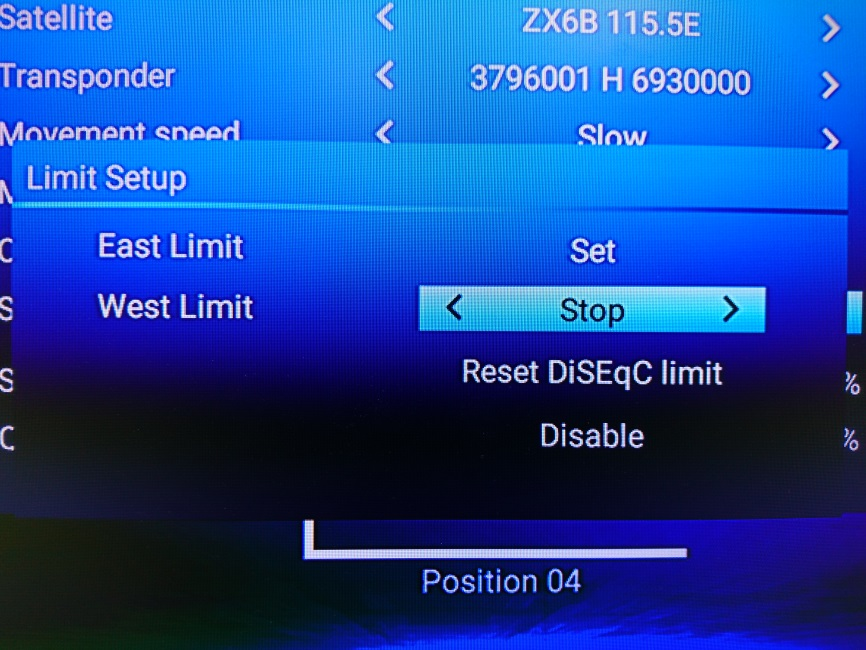 Satellite < ZX6B 115.5E >
Transponder < 3796001 H 6930000 >
Movement speed < Slow >
Limit Setup
East Limit Set
West Limit < Stop >
Reset DiSEqC limit
Disable
%
%
Position 04